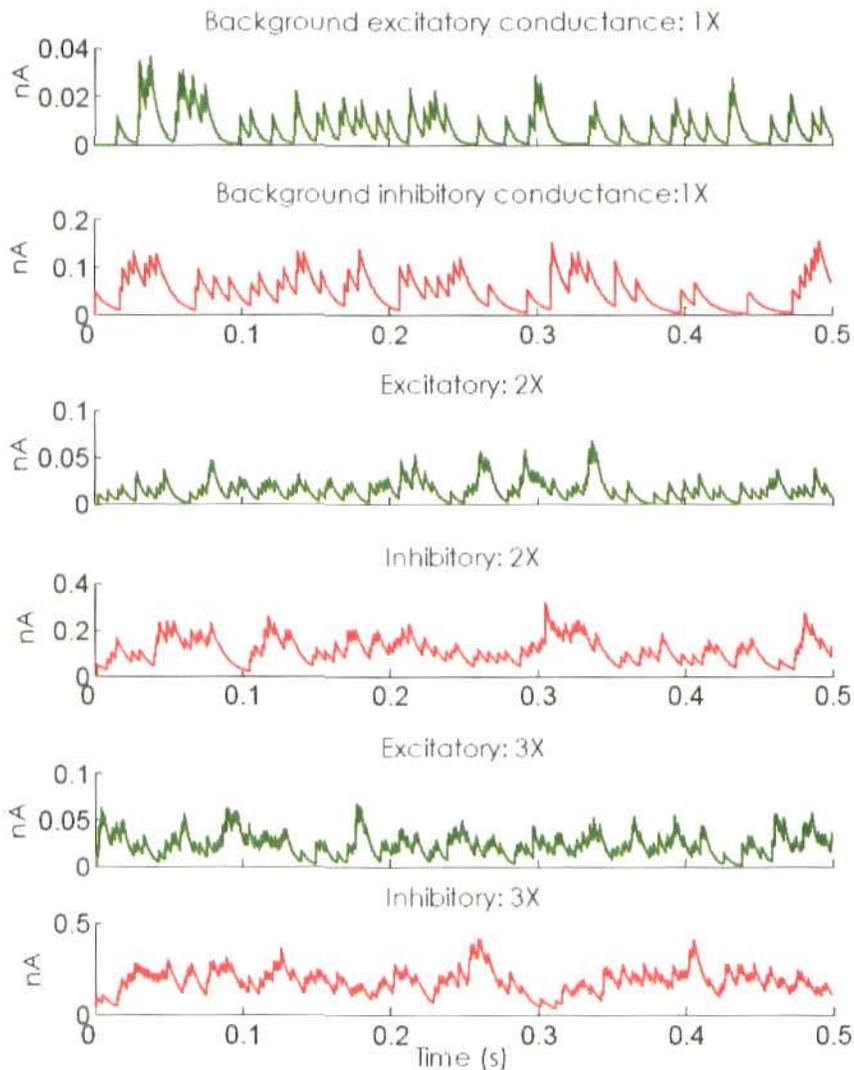 Background excitatory conductance: 1X
0.04
0.02
0
nA
Background inhibitory conductance:1X
0.2
0.1
0
nA
0 0.1 0.2 0.3 0.4 0.5
Excitatory: 2X
0.1
0.05
0
nA
Inhibitory: 2X
0.4
0.2
0
nA
0 0.1 0.2 0.3 0.4 0.5
Excitatory: 3X
0.1
0.05
0
nA
Inhibitory: 3X
0.5
0
nA
0 0.1 0.2 0.3 0.4 0.5
Time (s)